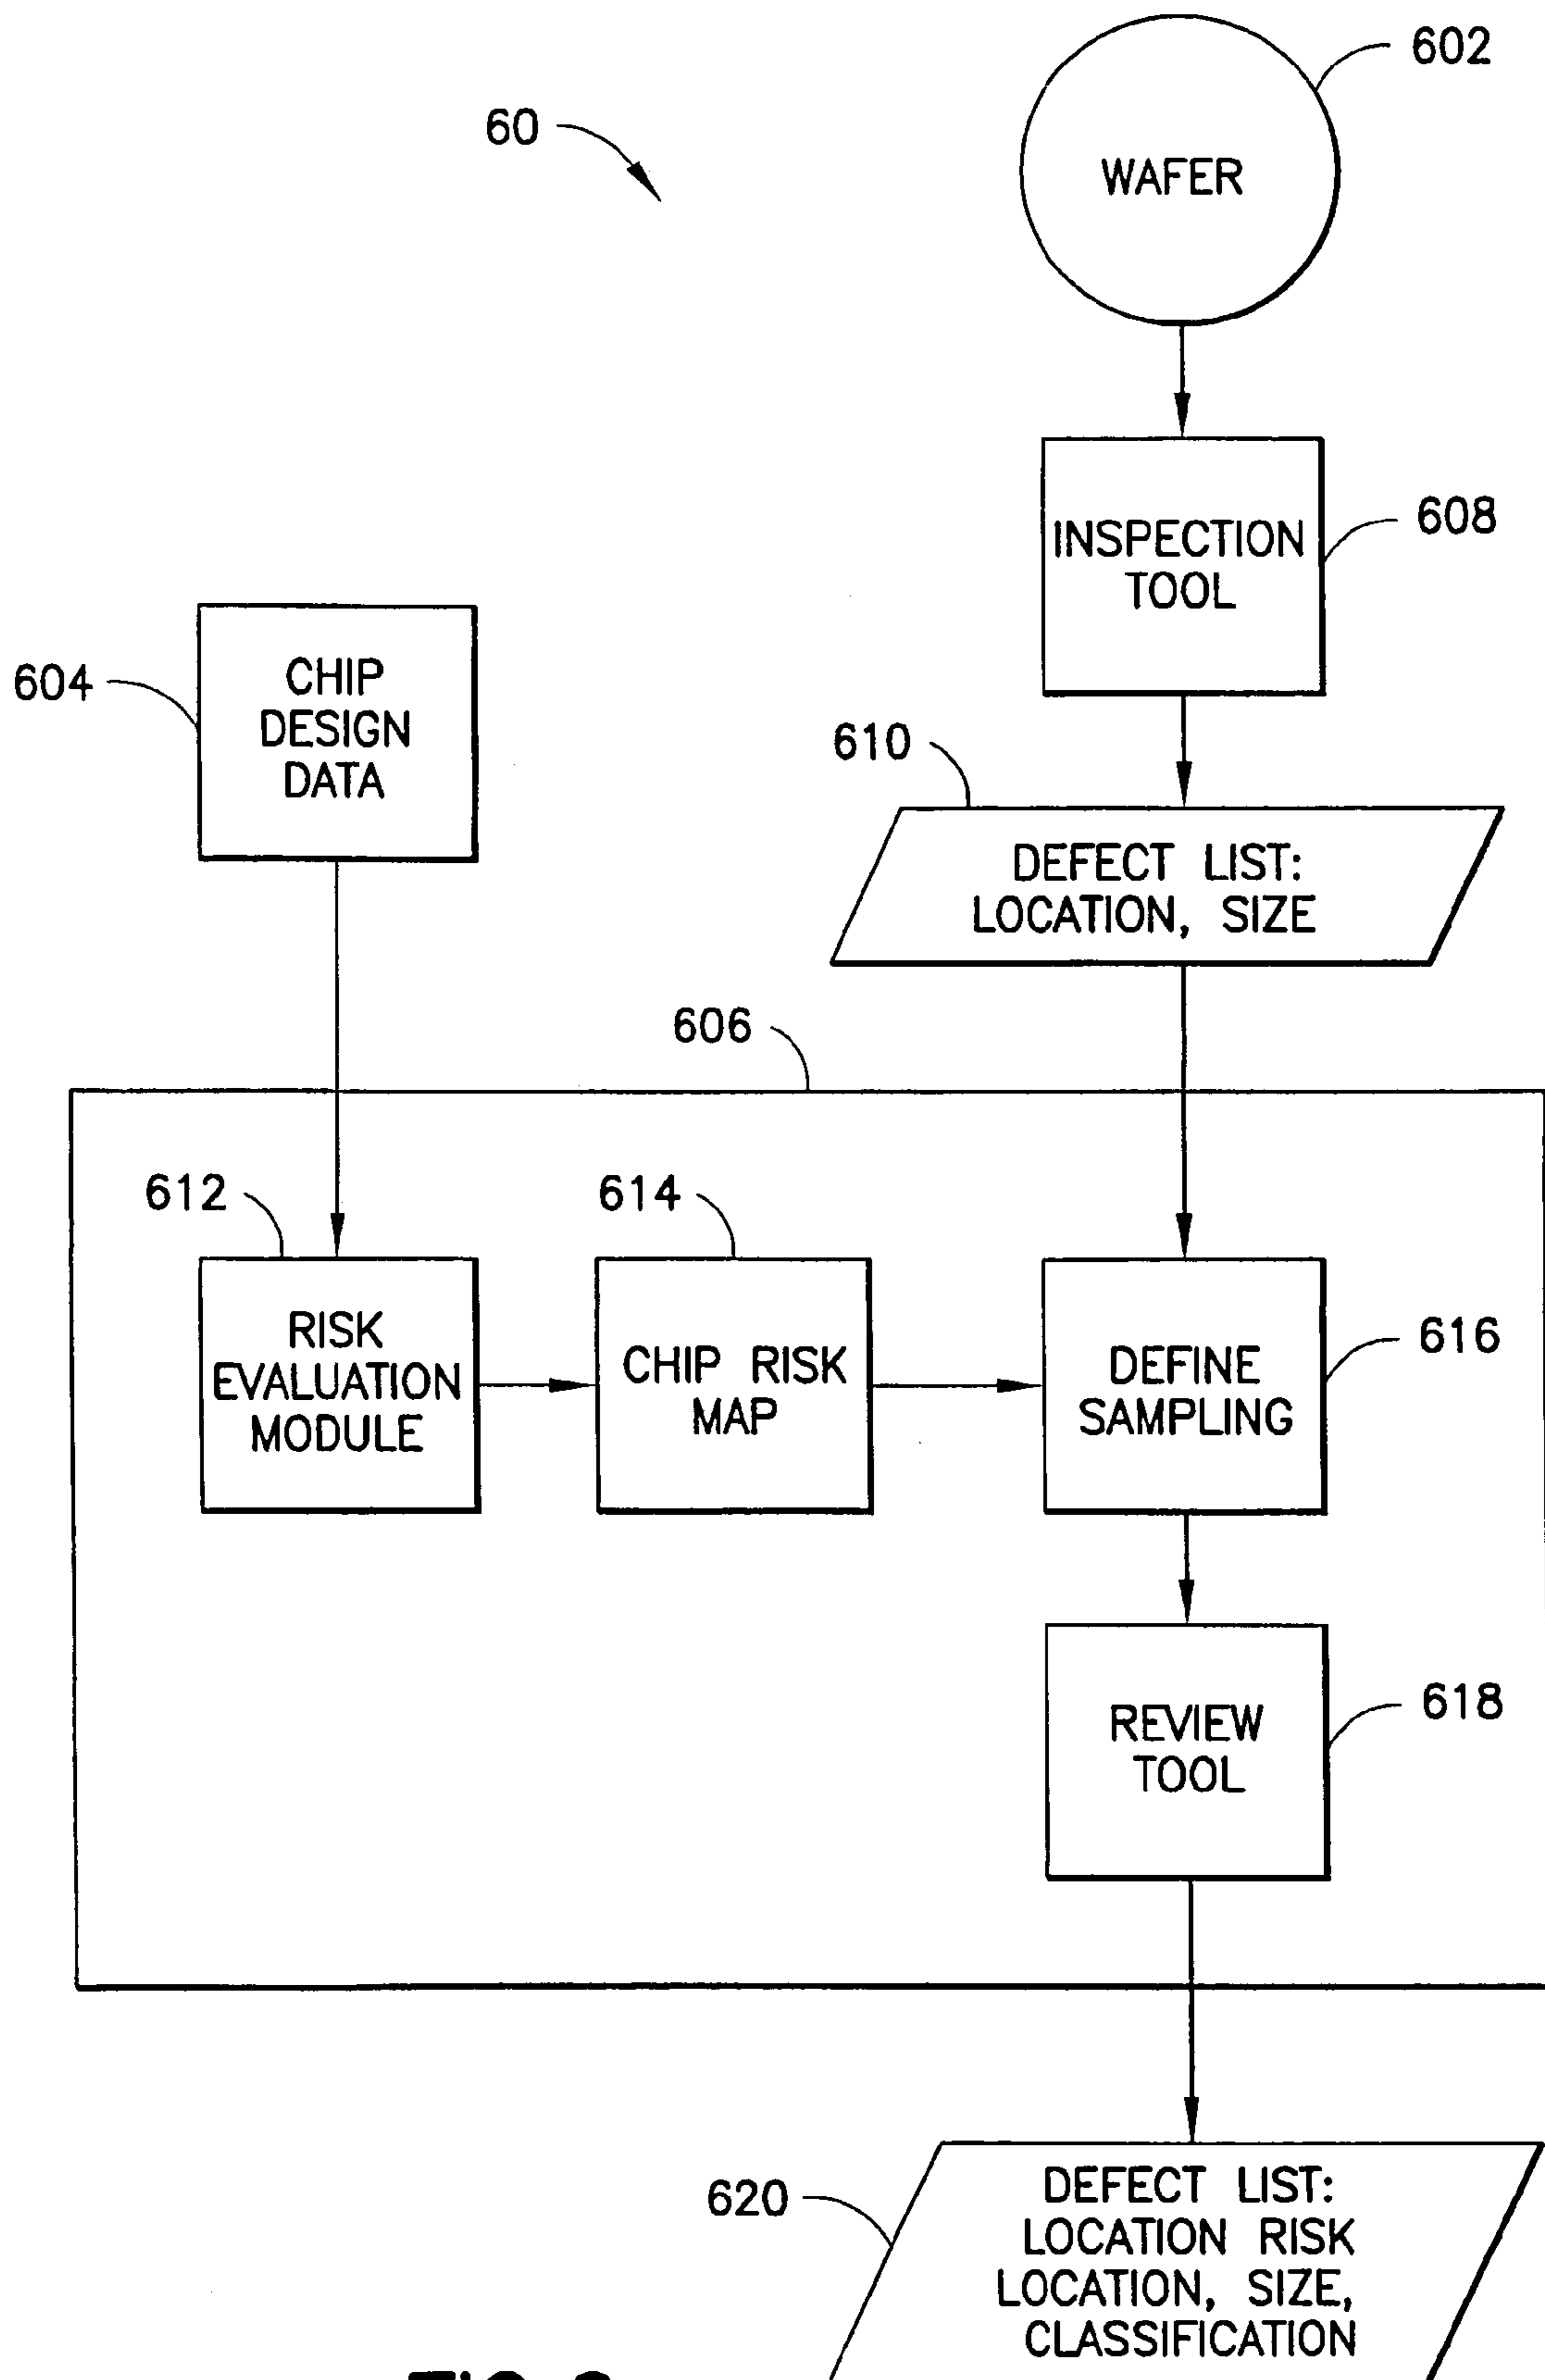 602
60
WAFER
608
INSPECTION
TOOL
604
CHIP
DESIGN
DATA
610
DEFECT LIST:
LOCATION, SIZE
606
612
614
RISK
EVALUATION
MODULE
CHIP RISK
MAP
616
DEFINE
SAMPLING
618
REVIEW
TOOL
620
DEFECT LIST:
LOCATION RISK
LOCATION, SIZE,
CLASSIFICATION